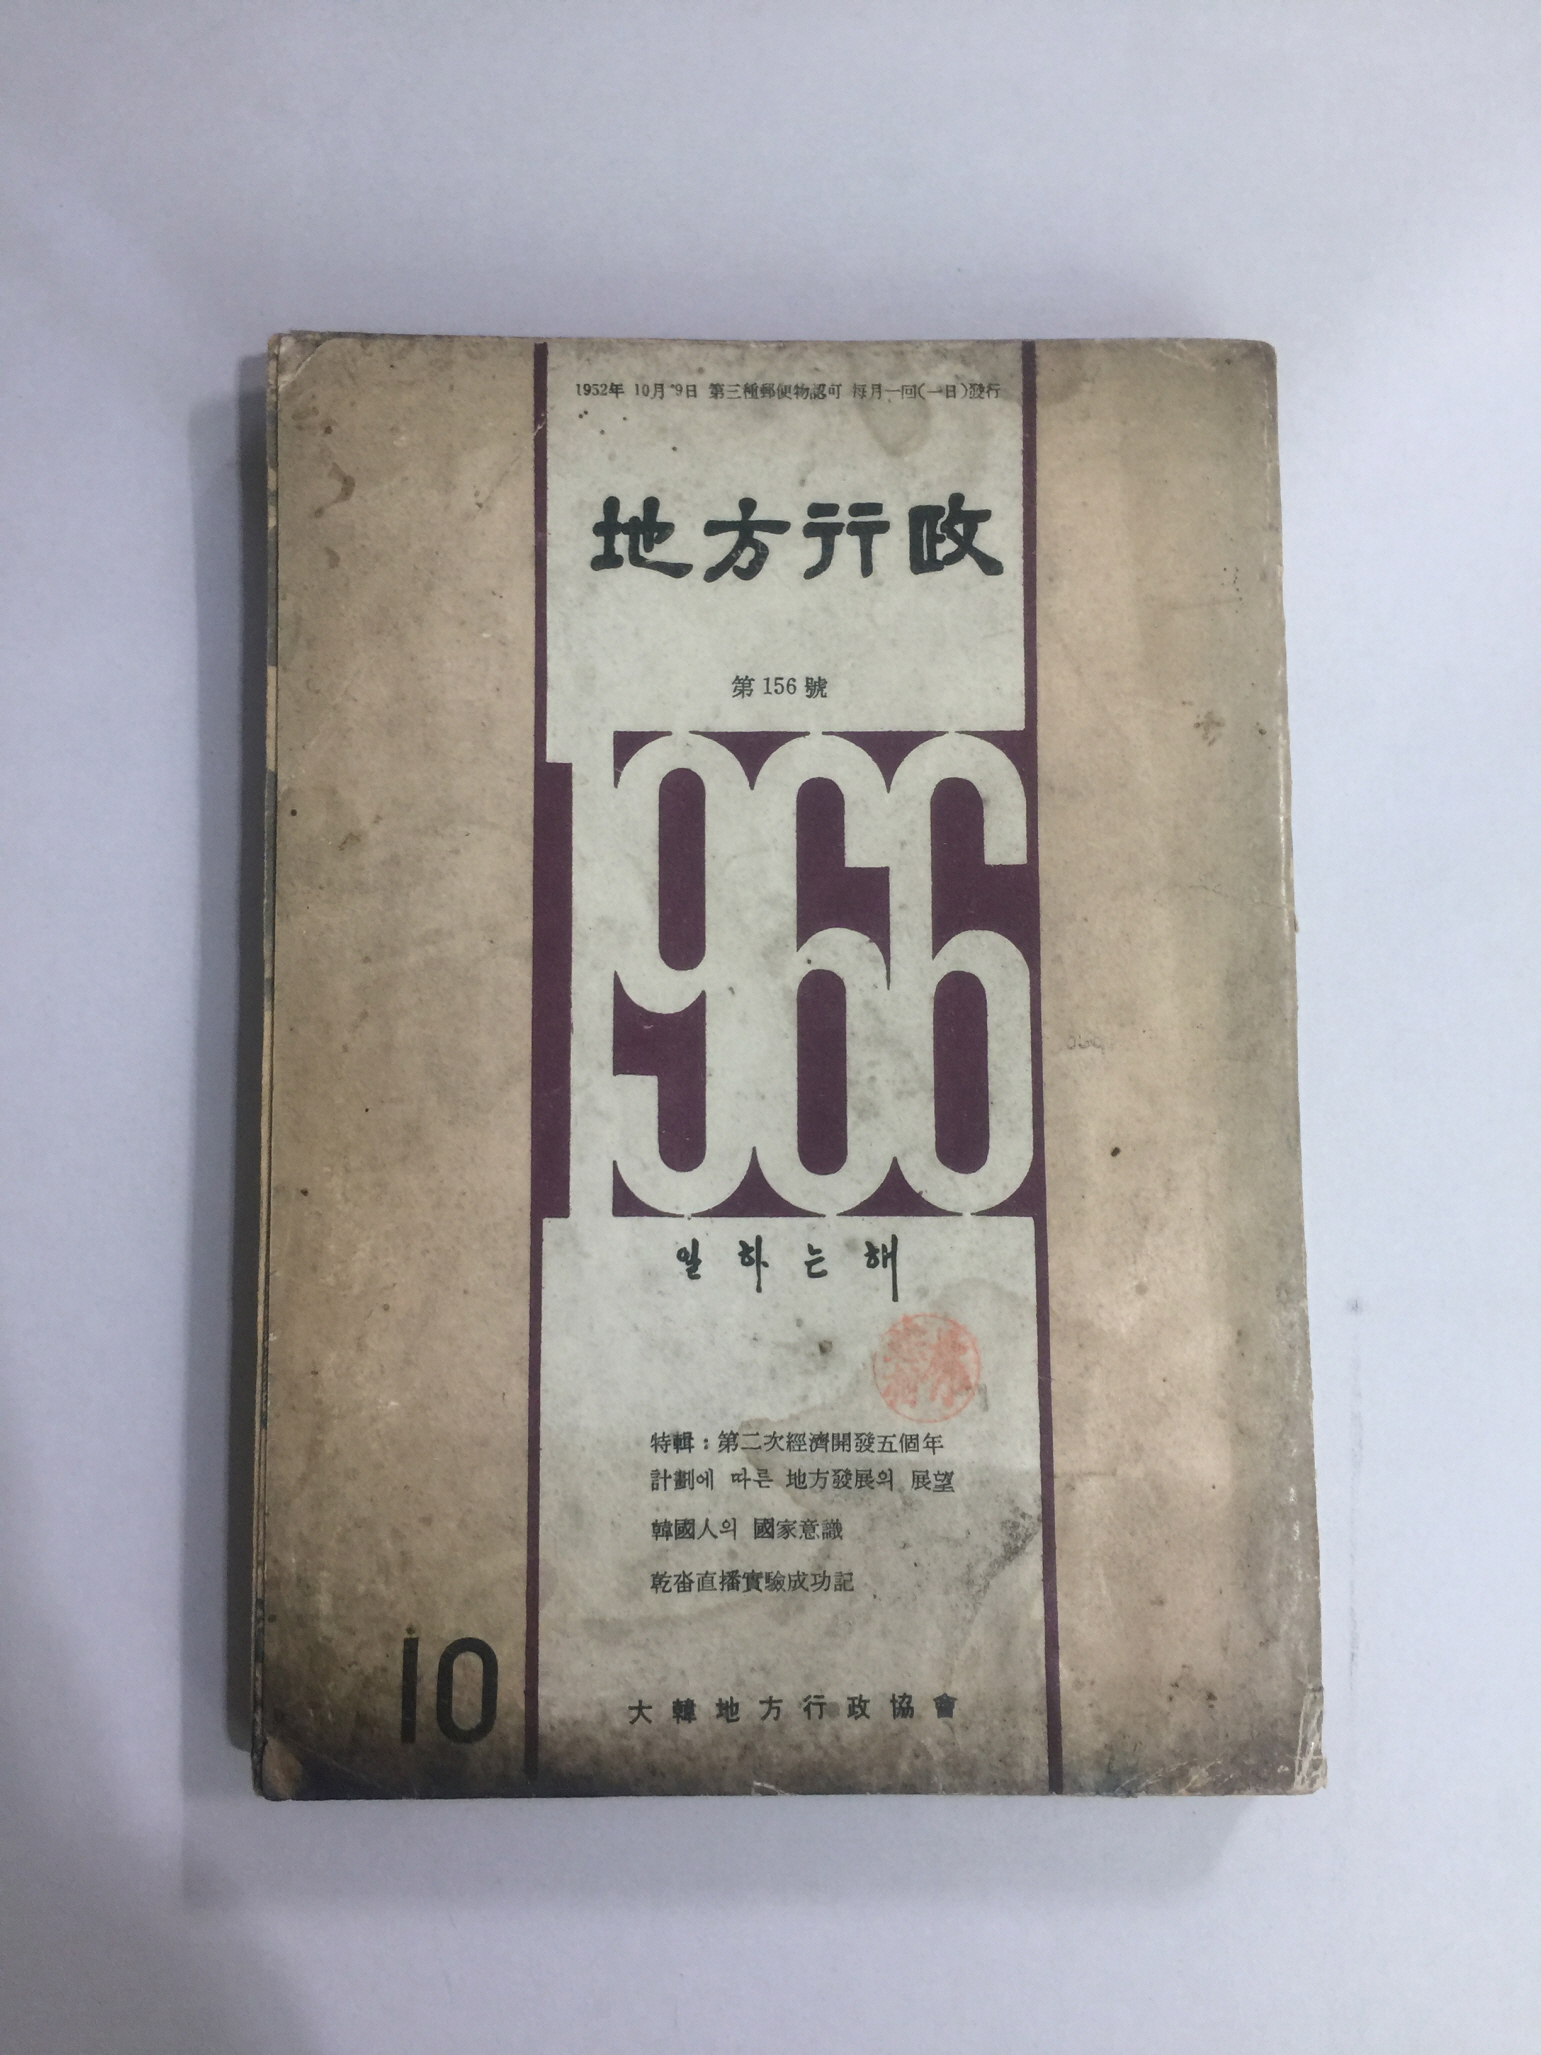 1952年 10月 9日 第三種郵便物認可 每月一回(一日)發行
地方行政
第 156 號
1966
일하는해
特輯 : 第二次經濟開發五個年
計劃에 따른 地方發展의 展望
韓國人의 國家意識
乾畓直播實驗成功記
10
大韓地方行政協會